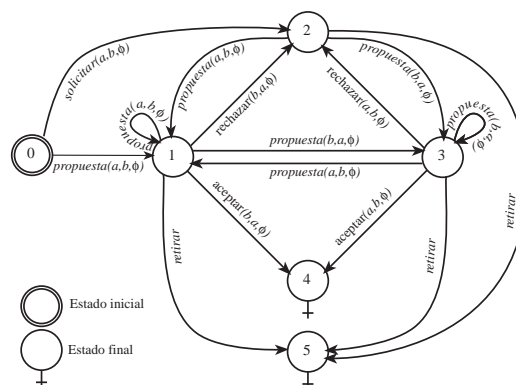 2
solicitar(a,b,ϕ)
propuesta(a,b,ϕ)
propuesta(b,a,ϕ)
rechazar(b,a,ϕ)
rechazar(a,b,ϕ)
propuesta(a,b,ϕ)
propuesta(b,a,ϕ)
0
propuesta(a,b,ϕ)
1
propuesta(b,a,ϕ)
propuesta(a,b,ϕ)
3
aceptar(b,a,ϕ)
aceptar(a,b,ϕ)
retirar
retirar
retirar
4
Estado inicial
Estado final
5